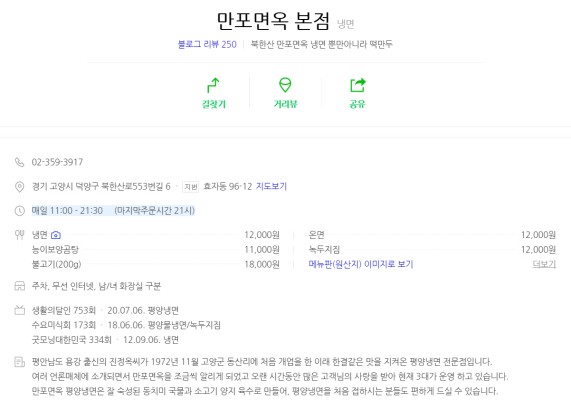 만포면옥 본점 냉면
블로그 리뷰 250 북한산 만포면옥 냉면 뿐만아니라 떡만두
길찾기 거리뷰 공유
02-359-3917
경기 고양시 덕양구 북한산로553번길 6 · 지번 효자동 96-12 지도보기
매일 11:00 - 21:30 (마지막주문시간 21시)
냉면 12,000원 온면 12,000원
능이보양곰탕 11,000원 녹두지짐 12,000원
불고기(200g) 18,000원 메뉴판(원산지) 이미지로 보기 더보기
주차, 무선 인터넷, 남/녀 화장실 구분
생활의달인 753회 · 20.07.06. 평양냉면
수요미식회 173회 · 18.06.06. 평양물냉면/녹두지짐
굿모닝대한민국 334회 · 12.09.06. 냉면
평안남도 용강 출신의 진정옥씨가 1972년 11월 고양군 동산리에 처음 개업을 한 이래 한결같은 맛을 지켜온 평양냉면 전문점입니다.
여러 언론매체에 소개되면서 만포면옥을 조금씩 알리게 되었고 오랜 시간동안 많은 고객님의 사랑을 받아 현재 3대가 운영 하고 있습니다.
만포면옥 평양냉면은 잘 숙성된 동치미 국물과 소고기 양지 육수로 만들어, 평양냉면을 처음 접하시는 분들도 편하게 드실 수 있습니다.